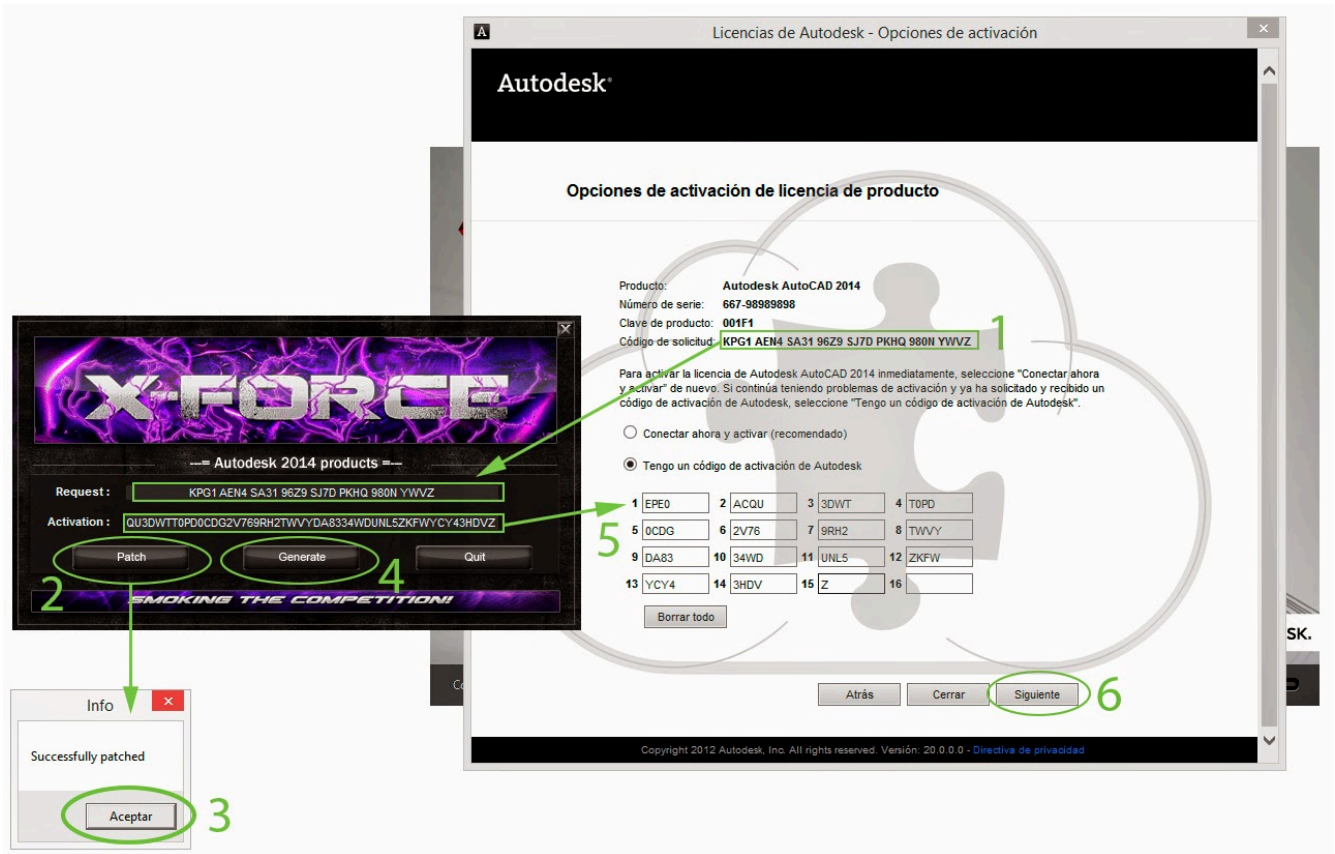 Licencias de Autodesk - Opciones de activación
Autodesk®
Opciones de activación de licencia de producto
Producto: Autodesk AutoCAD 2014
Número de serie: 667-98989898
Clave de producto: 001F1
Código de solicitud: KPG1 AEN4 SA31 96Z9 SJ7D PKHQ 980N YWVZ
1
Para activar la licencia de Autodesk AutoCAD 2014 inmediatamente, seleccione "Conectar ahora
y activar" de nuevo. Si continúa teniendo problemas de activación y ya ha solicitado y recibido un
código de activación de Autodesk, seleccione "Tengo un código de activación de Autodesk".
Conectar ahora y activar (recomendado)
Tengo un código de activación de Autodesk
1 EPE0 2 ACQU 3 3DWT 4 T0PD
5 0CDG 6 2V76 7 9RH2 8 TWVY
9 DA83 10 34WD 11 UNL5 12 ZKFW
13 YCY4 14 3HDV 15 Z 16
5
Borrar todo
Atrás Cerrar Siguiente
6
Copyright 2012 Autodesk, Inc. All rights reserved. Versión: 20.0.0.0 - Directiva de privacidad
SK.
X-FORCE
---= Autodesk 2014 products =---
Request : KPG1 AEN4 SA31 96Z9 SJ7D PKHQ 980N YWVZ
Activation : QU3DWTT0PD0CDG2V769RH2TWVYDA8334WDUNL5ZKFWYCY43HDVZ
Patch Generate Quit
2 4
SMOKING THE COMPETITION!
Info
Successfully patched
Aceptar
3